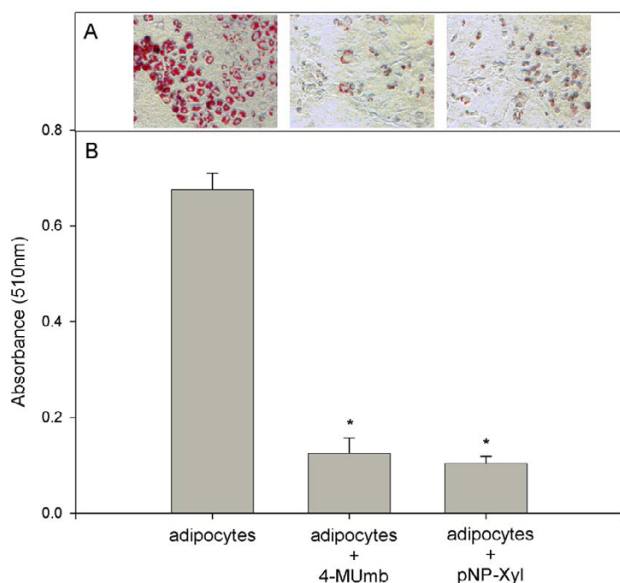 A
B
0.8
0.6
0.4
0.2
0.0
Absorbance (510nm)
*
*
adipocytes
adipocytes
+
4-MUmb
adipocytes
+
pNP-Xyl